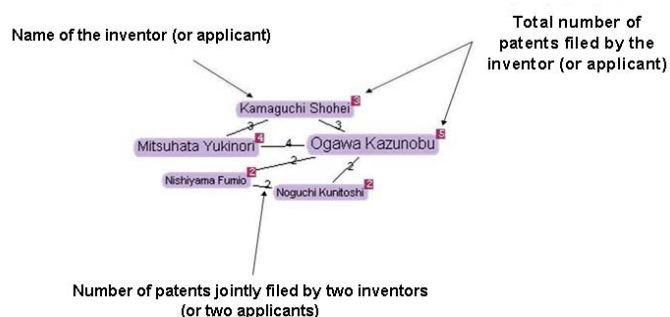 Total number of
patents filed by the
inventor (or applicant)
Name of the inventor (or applicant)
Kamaguchi Shohei 3
3 3
Mitsuhata Yukinori 4 4 Ogawa Kazunobu 5
2 2
Nishiyama Fumio 2 2 Noguchi Kunitoshi 2
Number of patents jointly filed by two inventors
(or two applicants)